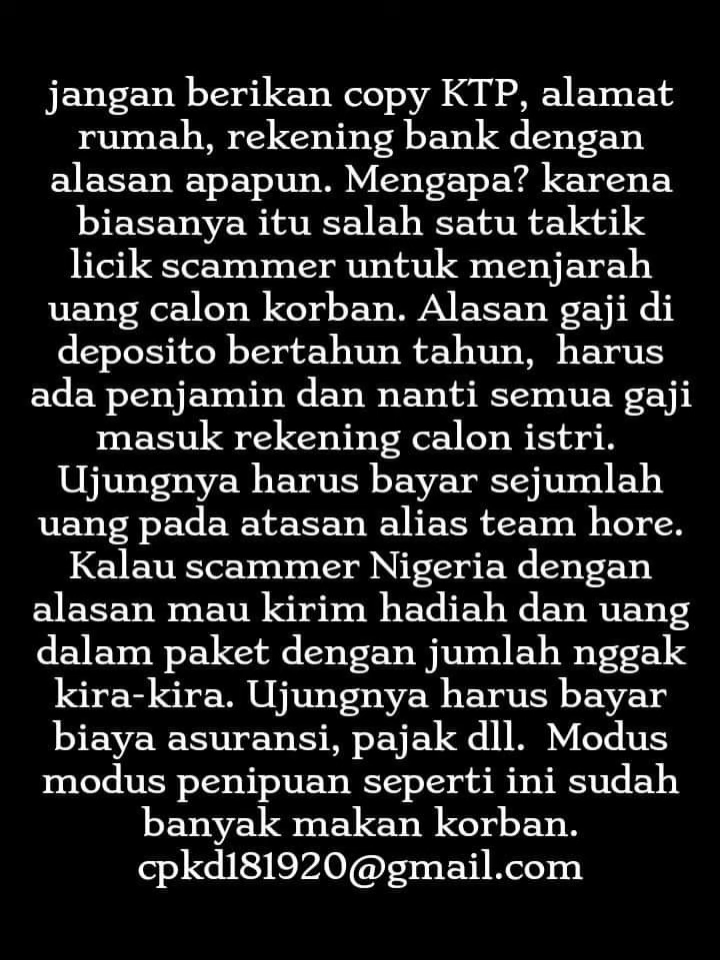 jangan berikan copy KTP, alamat
rumah, rekening bank dengan
alasan apapun. Mengapa? karena
biasanya itu salah satu taktik
licik scammer untuk menjarah
uang calon korban. Alasan gaji di
deposito bertahun tahun, harus
ada penjamin dan nanti semua gaji
masuk rekening calon istri.
Ujungnya harus bayar sejumlah
uang pada atasan alias team hore.
Kalau scammer Nigeria dengan
alasan mau kirim hadiah dan uang
dalam paket dengan jumlah nggak
kira-kira. Ujungnya harus bayar
biaya asuransi, pajak dll. Modus
modus penipuan seperti ini sudah
banyak makan korban.
cpkd181920@gmail.com